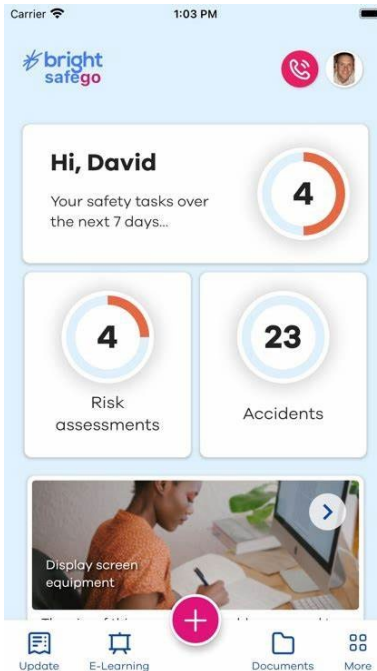 Carrier 1:03 PM
bright
safego
Hi, David
Your safety tasks over
the next 7 days...
4
4
Risk
assessments
23
Accidents
Display screen
equipment
Update E-Learning Documents More